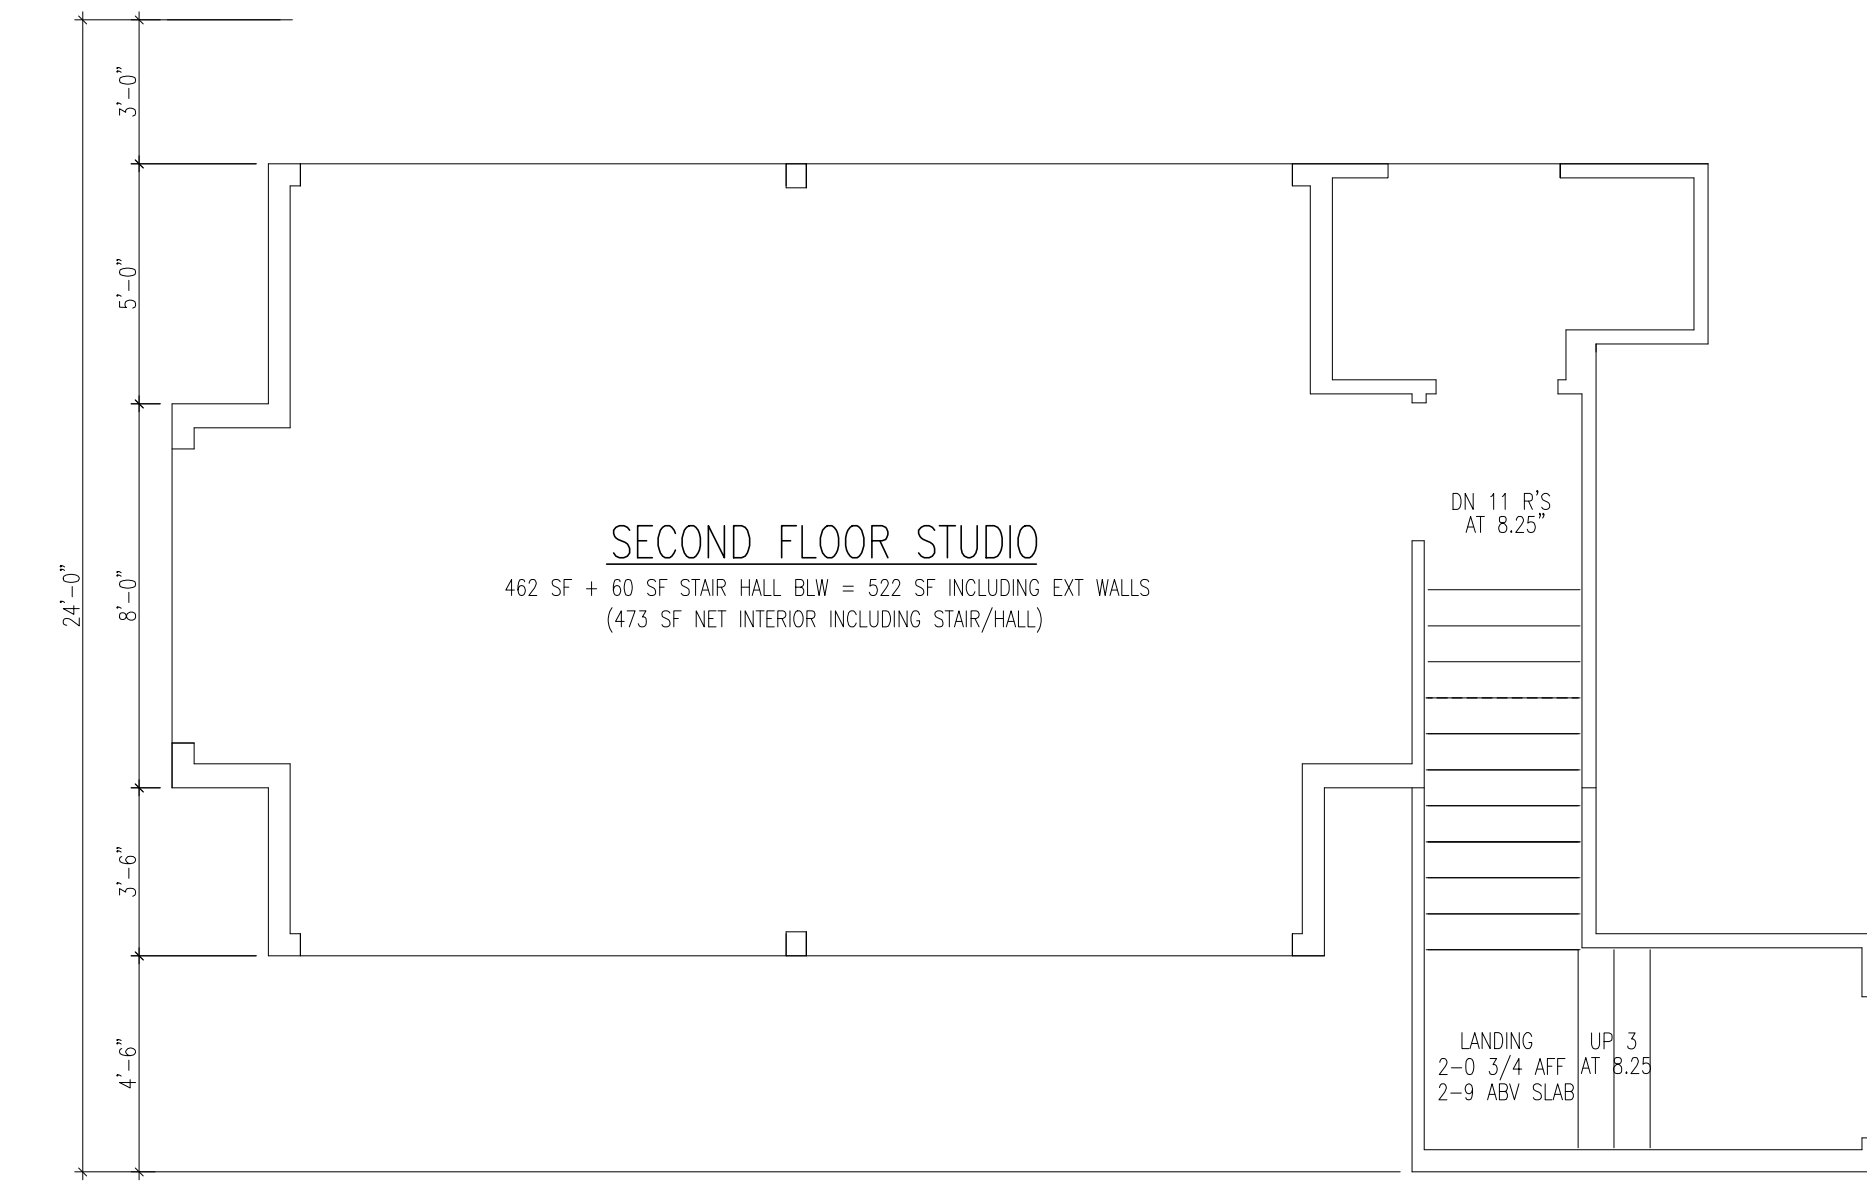 3'-0"
5'-0"
24'-0"
8'-0"
3'-6"
4'-6"
SECOND FLOOR STUDIO
462 SF + 60 SF STAIR HALL BLW = 522 SF INCLUDING EXT WALLS
(473 SF NET INTERIOR INCLUDING STAIR/HALL)
DN 11 R'S
AT 8.25"
LANDING
2-0 3/4 AFF
2-9 ABV SLAB
UP 3
AT 8.25